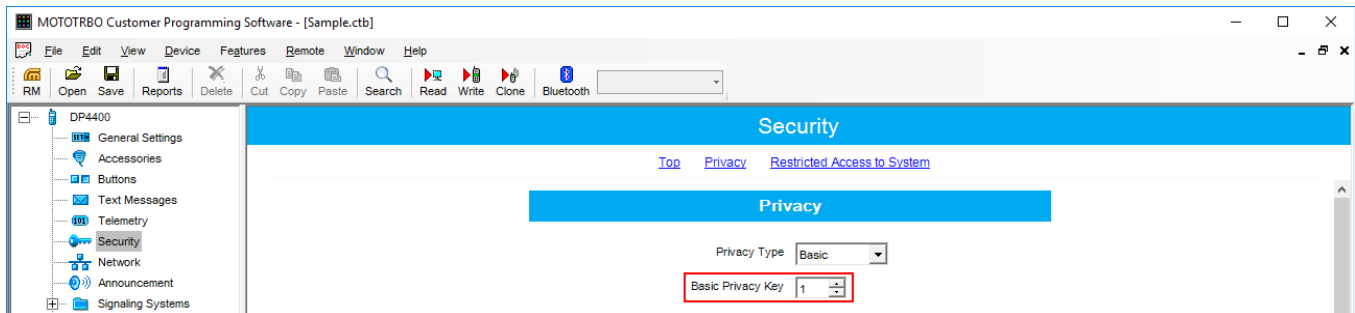 MOTOTRBO Customer Programming Software - [Sample.ctb]
File Edit View Device Features Remote Window Help
RM Open Save Reports Delete Cut Copy Paste Search Read Write Clone Bluetooth
DP4400
General Settings
Accessories
Buttons
Text Messages
Telemetry
Security
Network
Announcement
Signaling Systems
Security
Top Privacy Restricted Access to System
Privacy
Privacy Type Basic
Basic Privacy Key 1